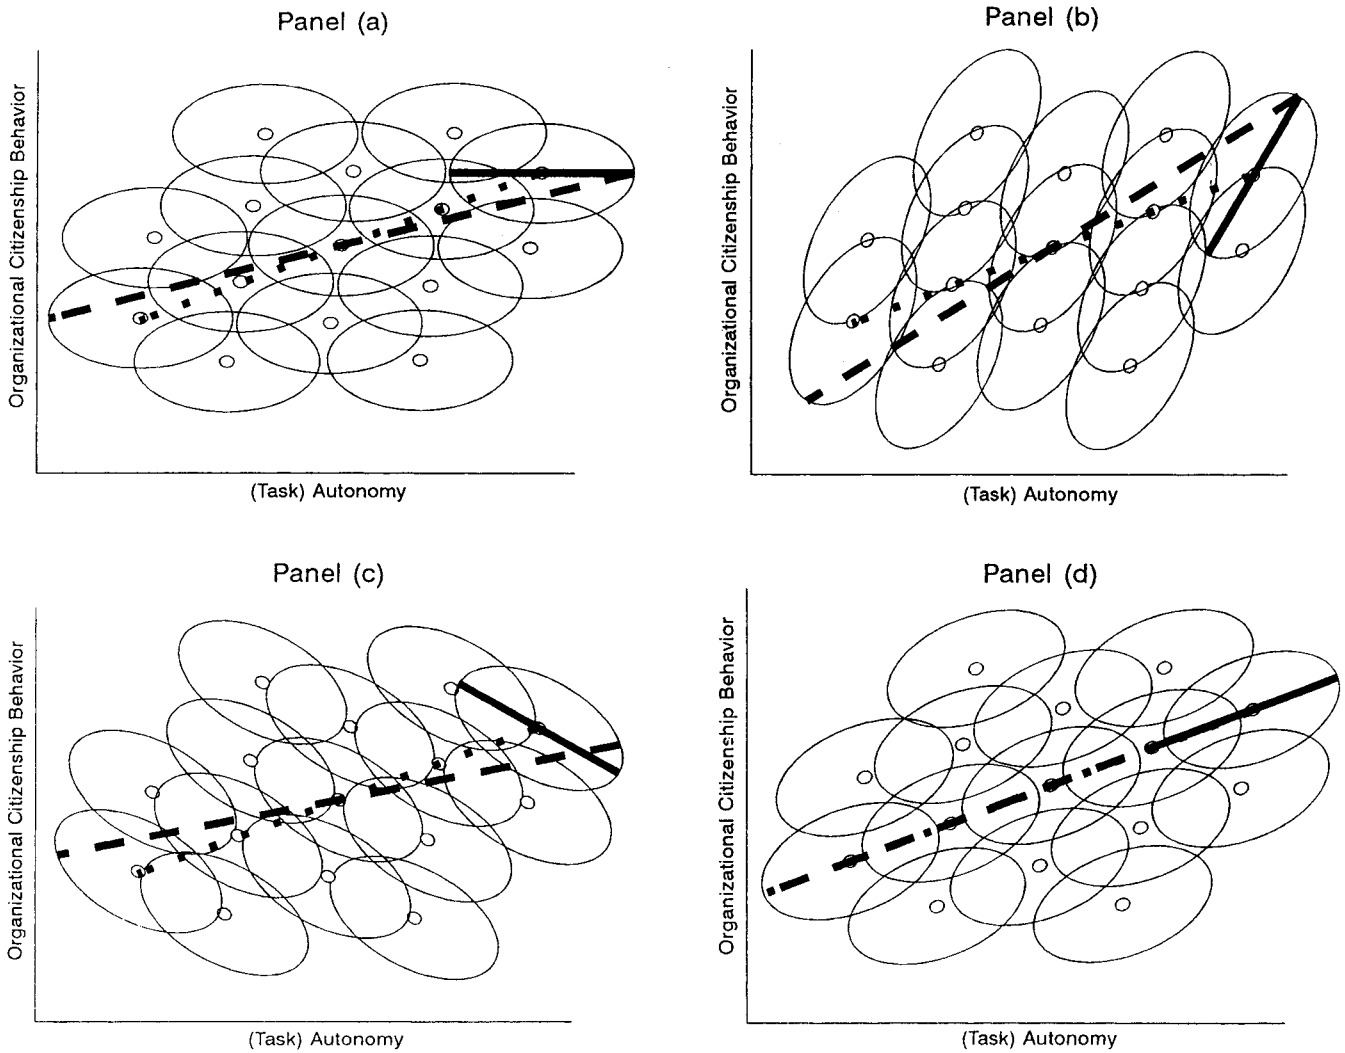 Panel (a)
Organizational Citizenship Behavior
(Task) Autonomy
Panel (b)
Organizational Citizenship Behavior
(Task) Autonomy
Panel (c)
Organizational Citizenship Behavior
(Task) Autonomy
Panel (d)
Organizational Citizenship Behavior
(Task) Autonomy